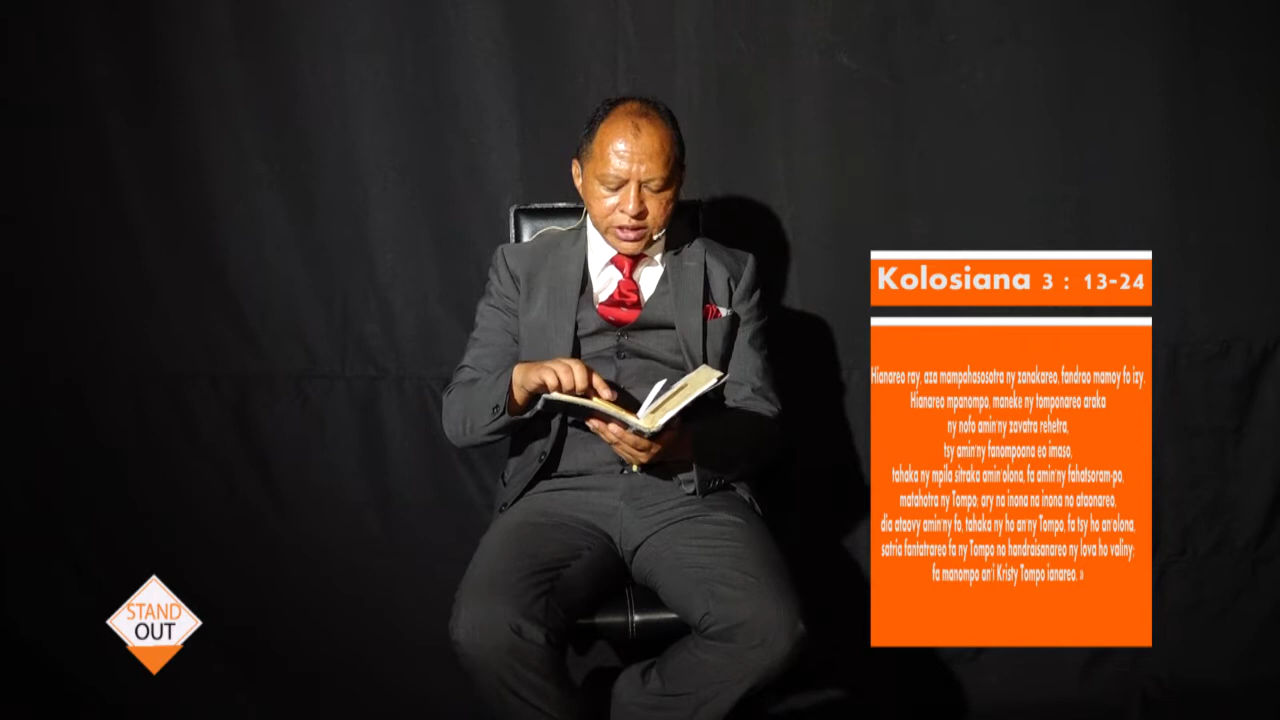 Kolosiana 3 : 13-24
Hianareo ray, aza mampahasosotra ny zanakareo, fandrao mamoy fo izy.
Hianareo mpanompo, maneke ny tomponareo araka
ny nofo amin'ny zavatra rehetra,
tsy amin'ny fanompoana eo imaso,
tahaka ny mpila sitraka amin'olona, fa amin'ny fahatsoram-po,
matahotra ny Tompo; ary na inona na inona no ataonareo,
dia ataovy amin'ny fo, tahaka ny ho an'ny Tompo, fa tsy ho an'olona,
satria fantatrareo fa ny Tompo no handraisanareo ny lova ho valiny;
fa manompo an'i Kristy Tompo ianareo. »
STAND
OUT